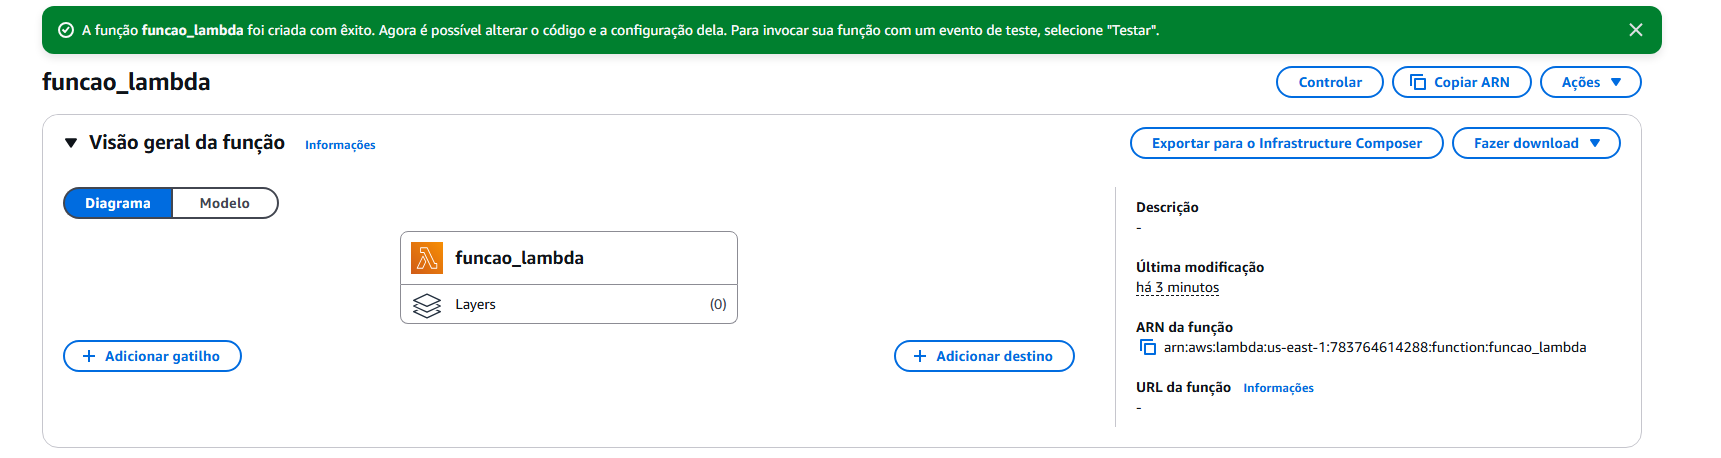 A função funcao_lambda foi criada com êxito. Agora é possível alterar o código e a configuração dela. Para invocar sua função com um evento de teste, selecione "Testar".
funcao_lambda
Controlar
Copiar ARN
Ações
Visão geral da função
Informações
Exportar para o Infrastructure Composer
Fazer download
Diagrama
Modelo
funcao_lambda
Layers
(0)
+ Adicionar gatilho
+ Adicionar destino
Descrição
-
Última modificação
há 3 minutos
ARN da função
arn:aws:lambda:us-east-1:783764614288:function:funcao_lambda
URL da função
Informações
-